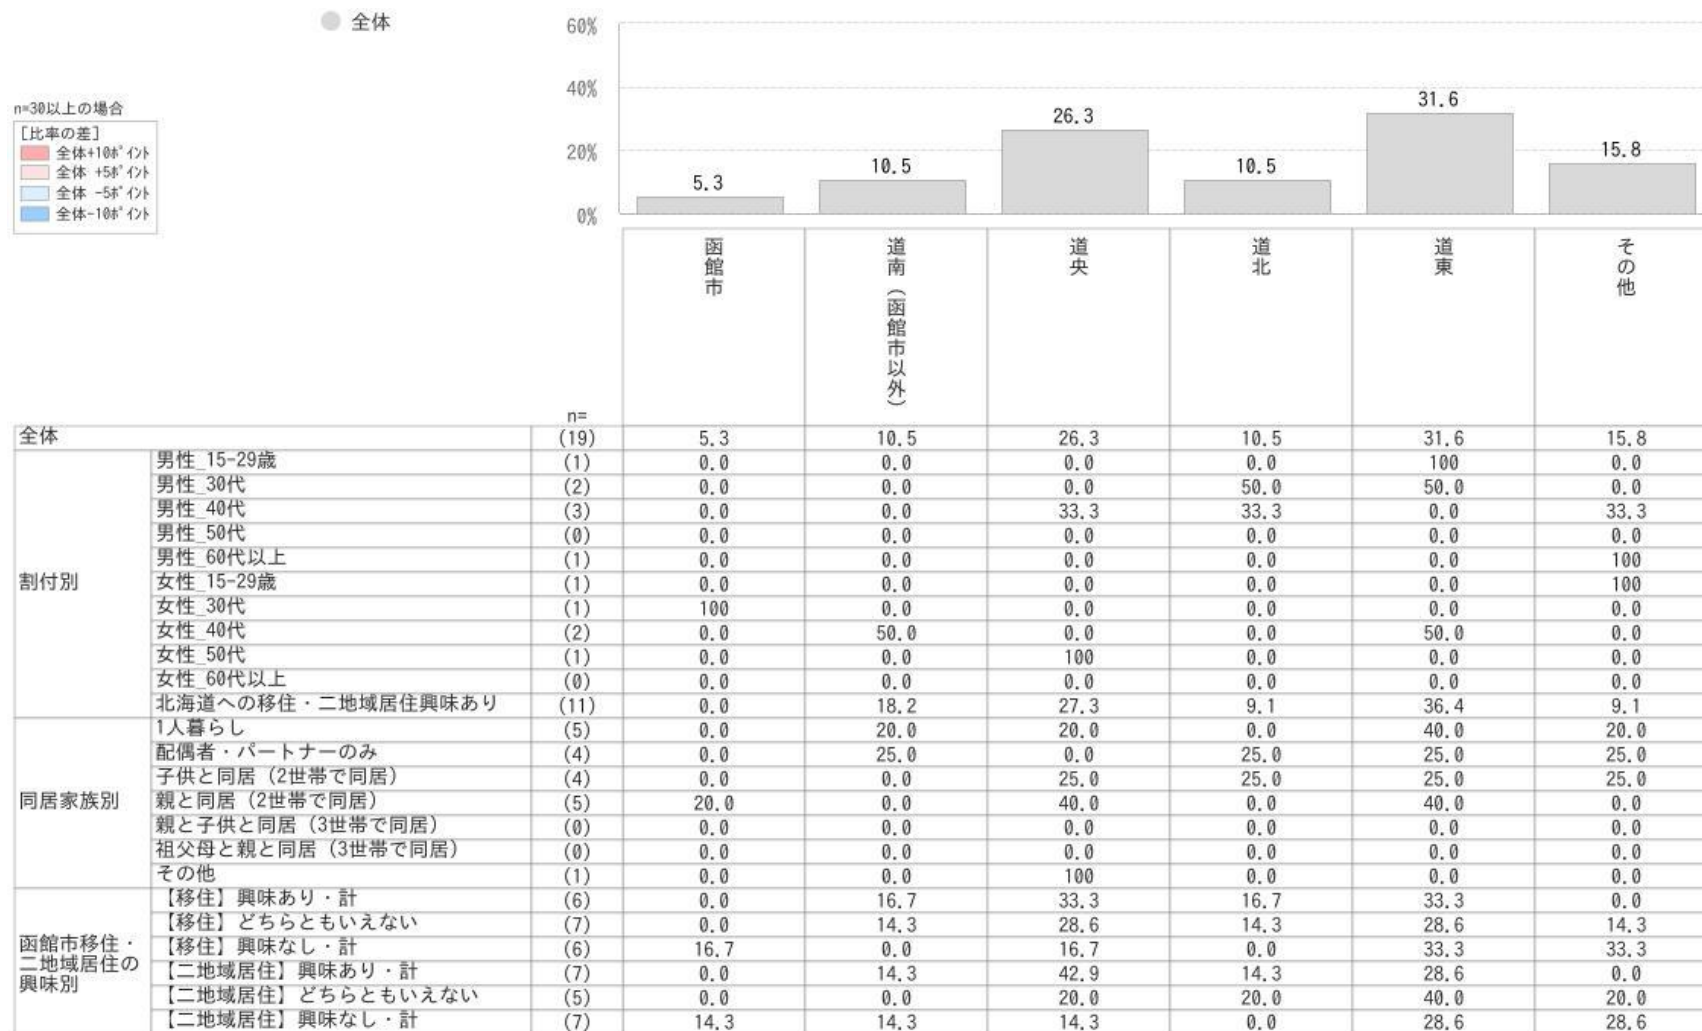 全体
60%
40%
20%
0%
5.3
10.5
26.3
10.5
31.6
15.8
n=30以上の場合
[比率の差]
全体+10ﾎﾟｲﾝﾄ
全体 +5ﾎﾟｲﾝﾄ
全体 -5ﾎﾟｲﾝﾄ
全体-10ﾎﾟｲﾝﾄ
函館市
道南（函館市以外）
道央
道北
道東
その他
n=
全体 (19) 5.3 10.5 26.3 10.5 31.6 15.8
割付別
男性_15-29歳 (1) 0.0 0.0 0.0 0.0 100 0.0
男性_30代 (2) 0.0 0.0 0.0 50.0 50.0 0.0
男性_40代 (3) 0.0 0.0 33.3 33.3 0.0 33.3
男性_50代 (0) 0.0 0.0 0.0 0.0 0.0 0.0
男性_60代以上 (1) 0.0 0.0 0.0 0.0 0.0 100
女性_15-29歳 (1) 0.0 0.0 0.0 0.0 0.0 100
女性_30代 (1) 100 0.0 0.0 0.0 0.0 0.0
女性_40代 (2) 0.0 50.0 0.0 0.0 50.0 0.0
女性_50代 (1) 0.0 0.0 100 0.0 0.0 0.0
女性_60代以上 (0) 0.0 0.0 0.0 0.0 0.0 0.0
北海道への移住・二地域居住興味あり (11) 0.0 18.2 27.3 9.1 36.4 9.1
同居家族別
1人暮らし (5) 0.0 20.0 20.0 0.0 40.0 20.0
配偶者・パートナーのみ (4) 0.0 25.0 0.0 25.0 25.0 25.0
子供と同居（2世帯で同居） (4) 0.0 0.0 25.0 25.0 25.0 25.0
親と同居（2世帯で同居） (5) 20.0 0.0 40.0 0.0 40.0 0.0
親と子供と同居（3世帯で同居） (0) 0.0 0.0 0.0 0.0 0.0 0.0
祖父母と親と同居（3世帯で同居） (0) 0.0 0.0 0.0 0.0 0.0 0.0
その他 (1) 0.0 0.0 100 0.0 0.0 0.0
函館市移住・
二地域居住の
興味別
【移住】興味あり・計 (6) 0.0 16.7 33.3 16.7 33.3 0.0
【移住】どちらともいえない (7) 0.0 14.3 28.6 14.3 28.6 14.3
【移住】興味なし・計 (6) 16.7 0.0 16.7 0.0 33.3 33.3
【二地域居住】興味あり・計 (7) 0.0 14.3 42.9 14.3 28.6 0.0
【二地域居住】どちらともいえない (5) 0.0 0.0 20.0 20.0 40.0 20.0
【二地域居住】興味なし・計 (7) 14.3 14.3 14.3 0.0 28.6 28.6